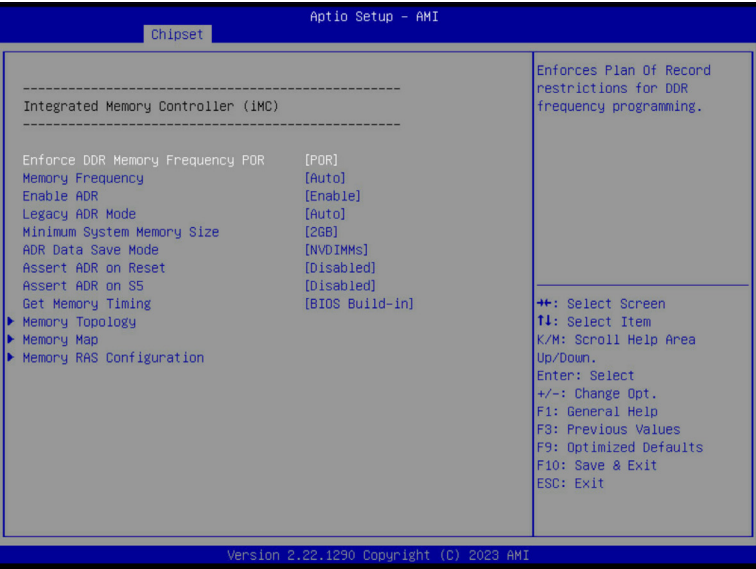 Aptio Setup - AMI
Chipset
----------------------------------------------------
Integrated Memory Controller (iMC)
----------------------------------------------------
Enforce DDR Memory Frequency POR [POR]
Memory Frequency [Auto]
Enable ADR [Enable]
Legacy ADR Mode [Auto]
Minimum System Memory Size [2GB]
ADR Data Save Mode [NVDIMMs]
Assert ADR on Reset [Disabled]
Assert ADR on S5 [Disabled]
Get Memory Timing [BIOS Build-in]
Memory Topology
Memory Map
Memory RAS Configuration
Enforces Plan Of Record
restrictions for DDR
frequency programming.
→←: Select Screen
↑↓: Select Item
K/M: Scroll Help Area
Up/Down.
Enter: Select
+/-: Change Opt.
F1: General Help
F3: Previous Values
F9: Optimized Defaults
F10: Save & Exit
ESC: Exit
Version 2.22.1290 Copyright (C) 2023 AMI